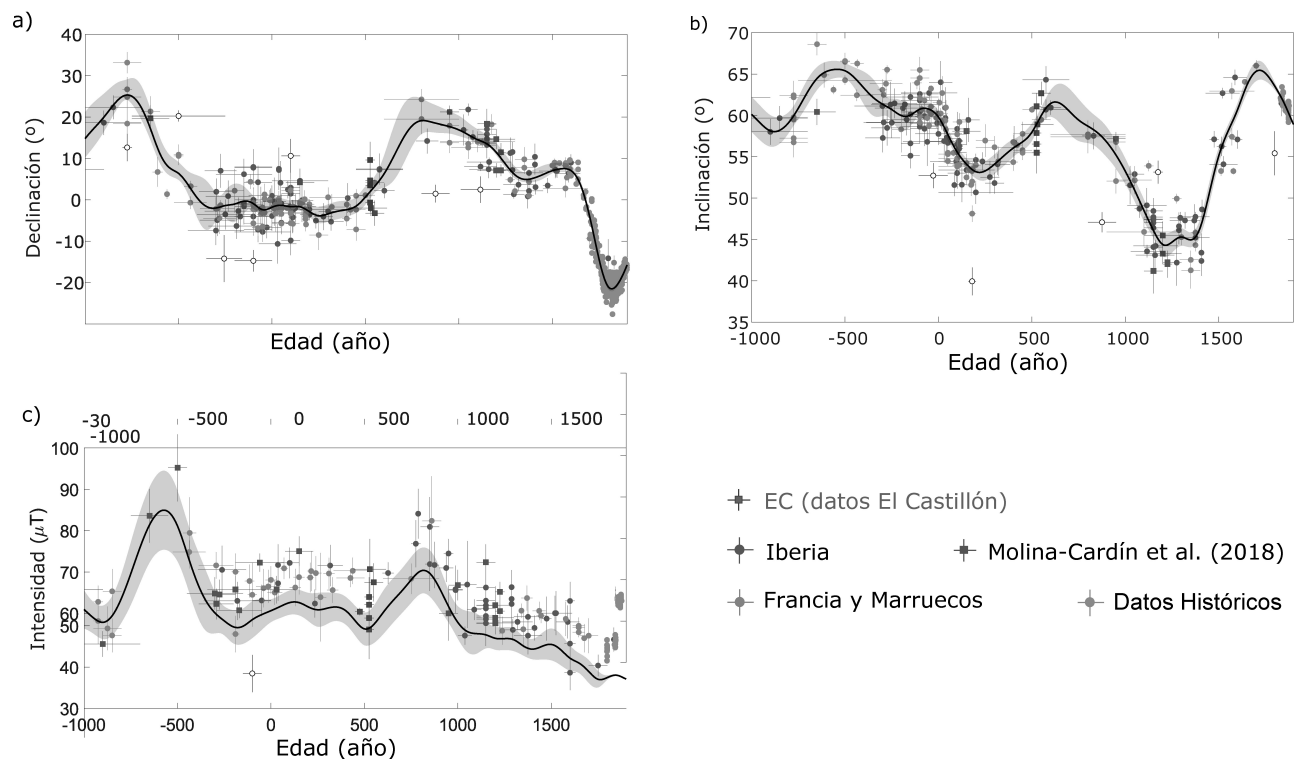 a)
40
30
20
10
0
-10
-20
Declinación (º)
Edad (año)
b)
70
65
60
55
50
45
40
35
Inclinación (º)
-1000 -500 0 500 1000 1500
Edad (año)
c)
-30
-1000 -500 0 500 1000 1500
100
90
80
70
60
50
40
30
Intensidad (µT)
-1000 -500 0 500 1000 1500
Edad (año)
EC (datos El Castillón)
Iberia Molina-Cardín et al. (2018)
Francia y Marruecos Datos Históricos